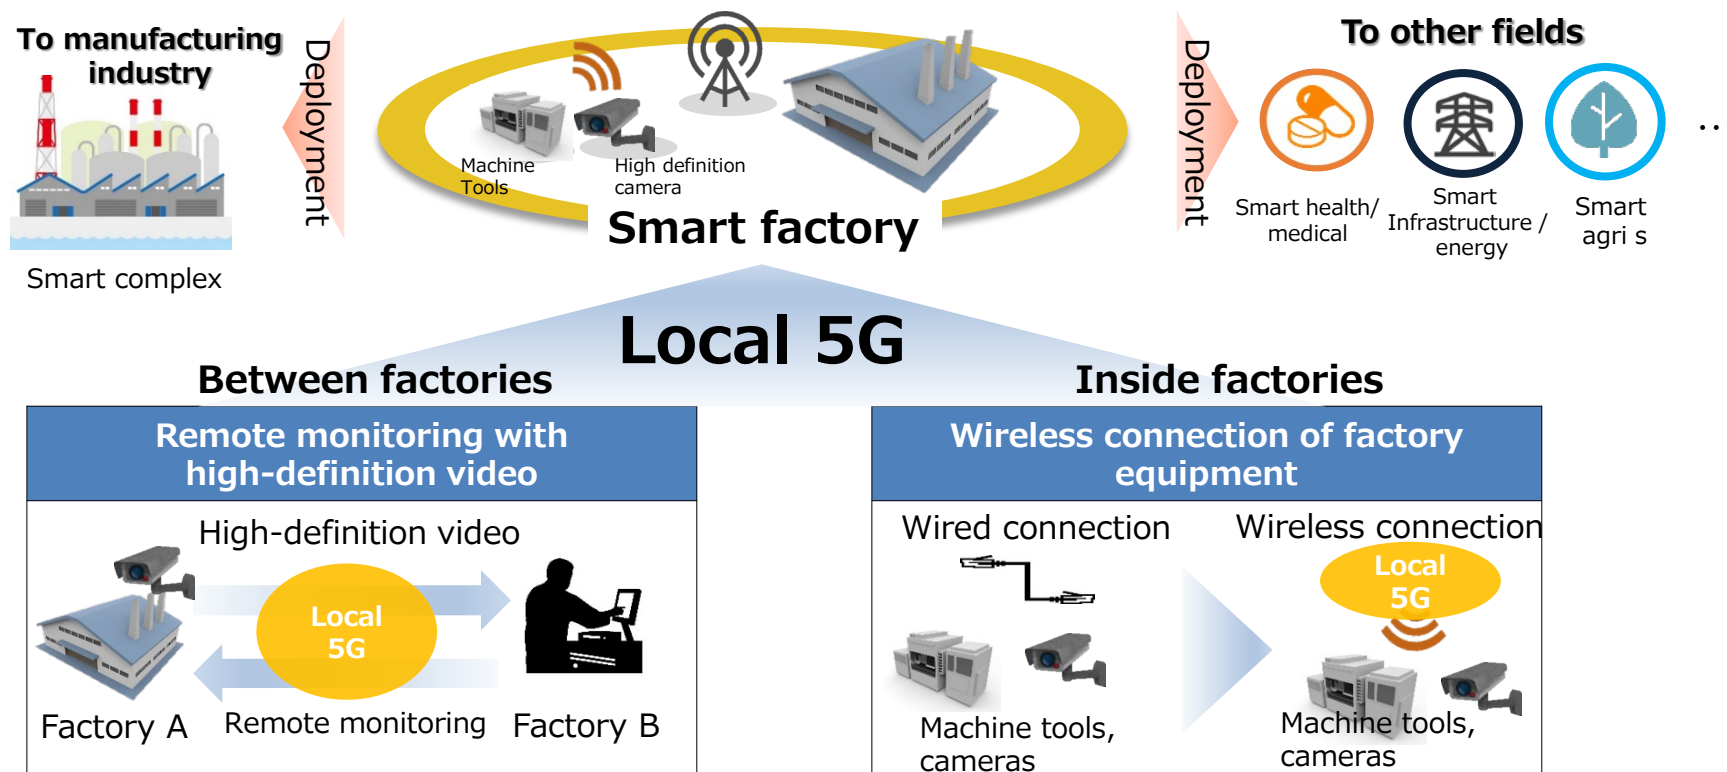 To manufacturing
industry
Deployment
Smart complex
Machine
Tools
High definition
camera
Smart factory
Deployment
To other fields
Smart health/
medical
Smart
Infrastructure /
energy
Smart
agri s
..
Local 5G
Between factories
Remote monitoring with
high-definition video
High-definition video
Local
5G
Factory A
Remote monitoring
Factory B
Inside factories
Wireless connection of factory
equipment
Wired connection
Machine tools,
cameras
Wireless connection
Local
5G
Machine tools,
cameras